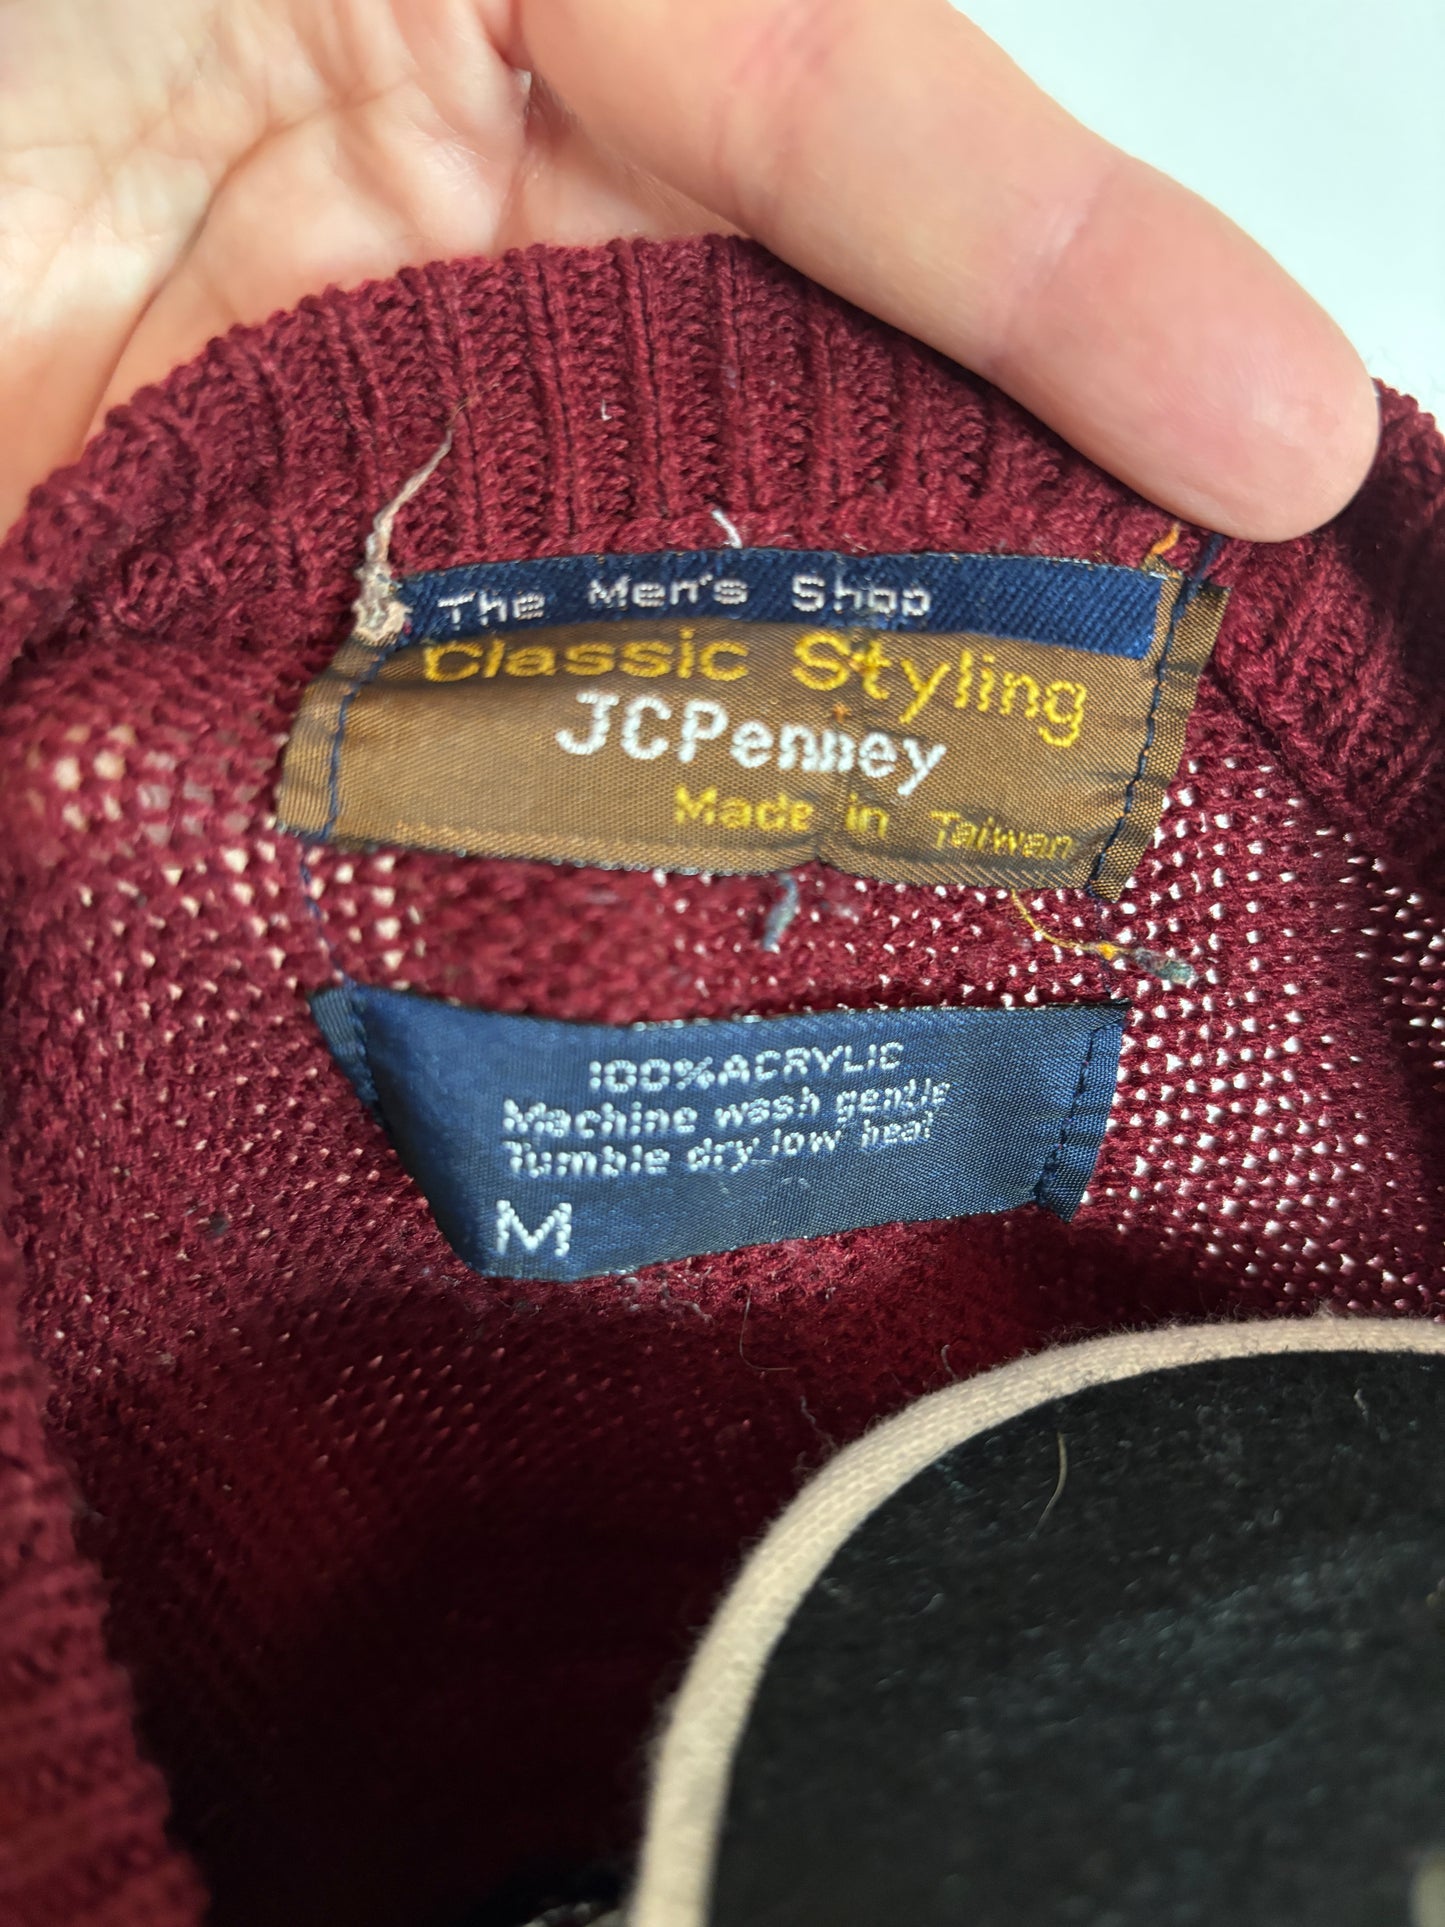 The Men's Shop
Classic Styling
JCPenney
Made in Taiwan
100% ACRYLIC
Machine wash gentle
Tumble dry low heat
M